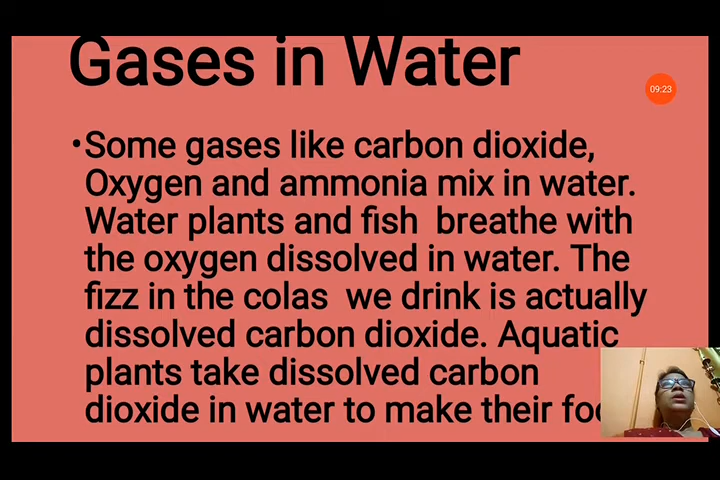 Gases in Water
09:23
•Some gases like carbon dioxide,
Oxygen and ammonia mix in water.
Water plants and fish breathe with
the oxygen dissolved in water. The
fizz in the colas we drink is actually
dissolved carbon dioxide. Aquatic
plants take dissolved carbon
dioxide in water to make their